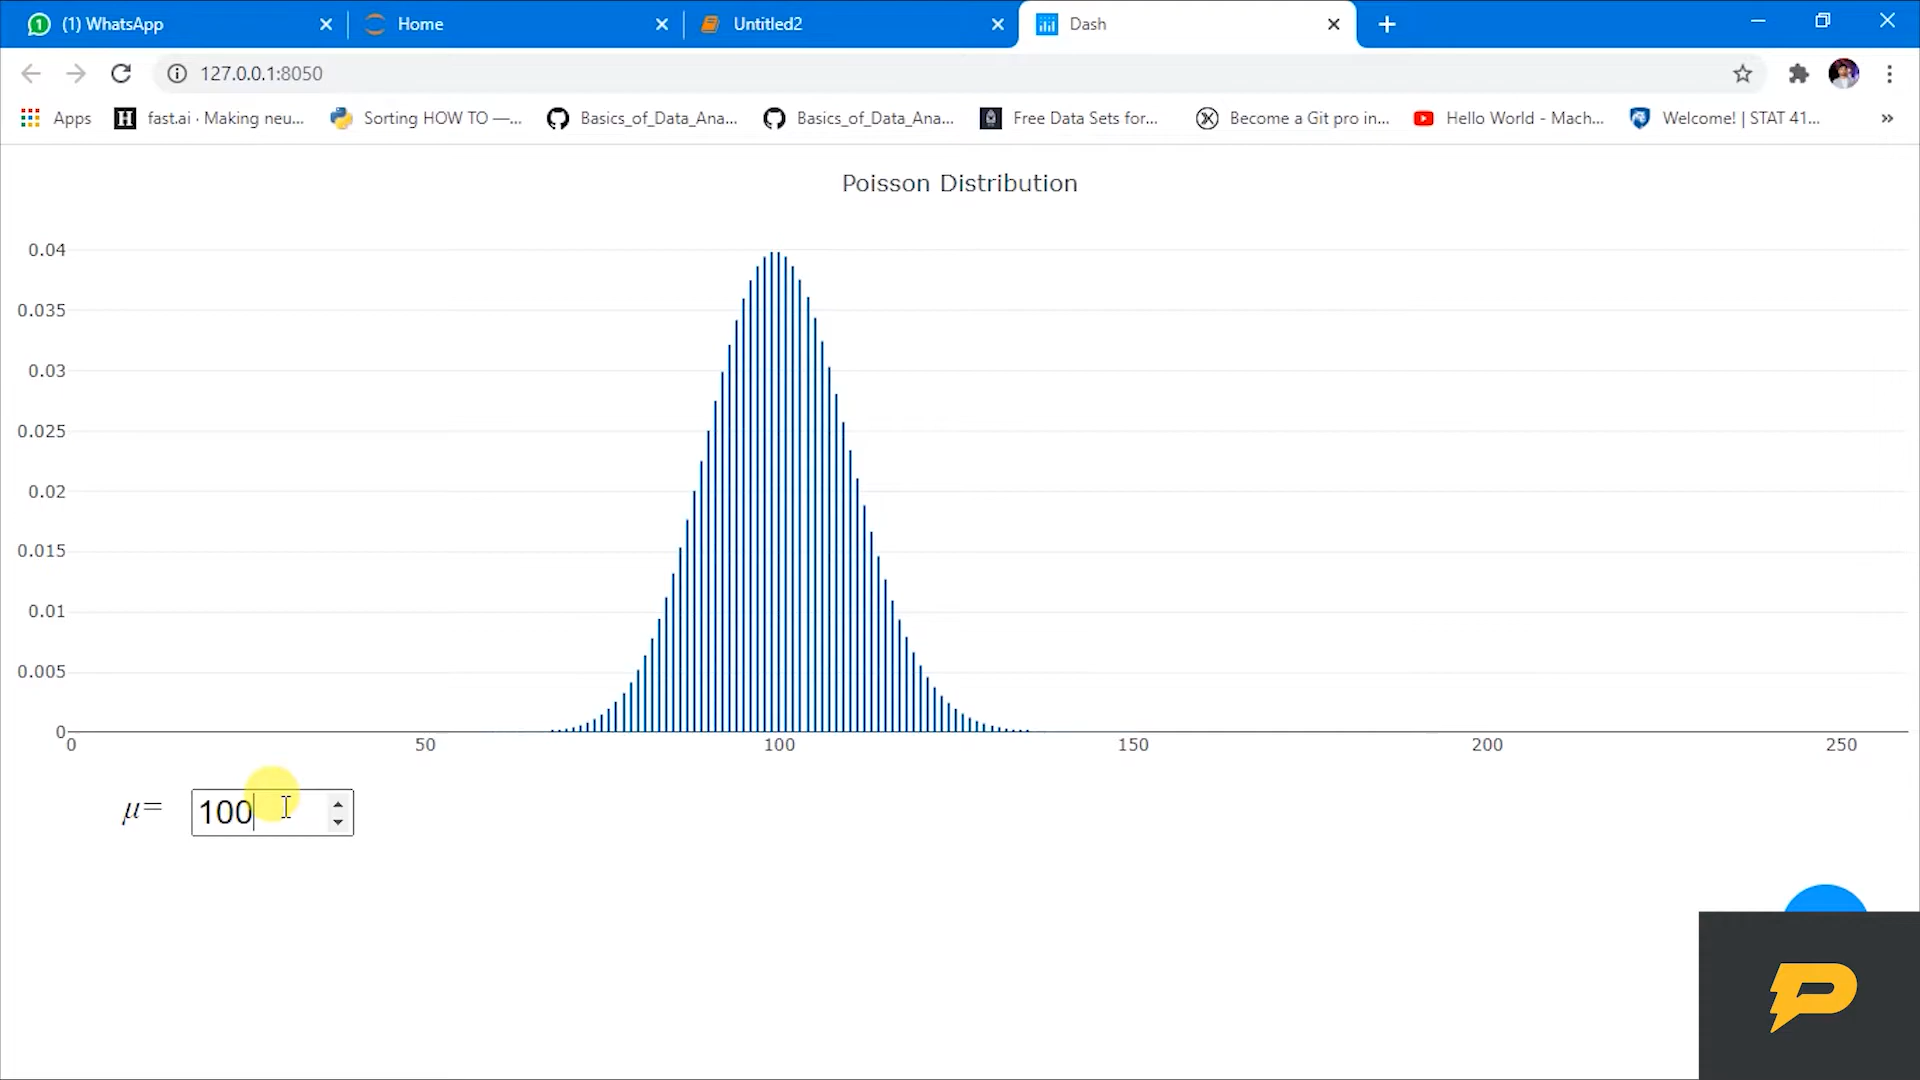 (1) WhatsApp
Home
Untitled2
Dash
127.0.0.1:8050
Apps
fast.ai · Making neu...
Sorting HOW TO —...
Basics_of_Data_Ana...
Basics_of_Data_Ana...
Free Data Sets for...
Become a Git pro in...
Hello World - Mach...
Welcome! | STAT 41...
»
Poisson Distribution
0.04
0.035
0.03
0.025
0.02
0.015
0.01
0.005
0
0 50 100 150 200 250
μ= 100